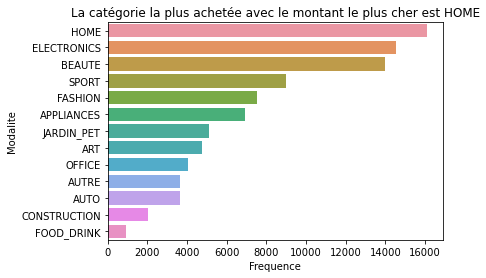 La catégorie la plus achetée avec le montant le plus cher est HOME
HOME
ELECTRONICS
BEAUTE
SPORT
FASHION
APPLIANCES
JARDIN_PET
ART
OFFICE
AUTRE
AUTO
CONSTRUCTION
FOOD_DRINK
Modalite
0 2000 4000 6000 8000 10000 12000 14000 16000
Frequence